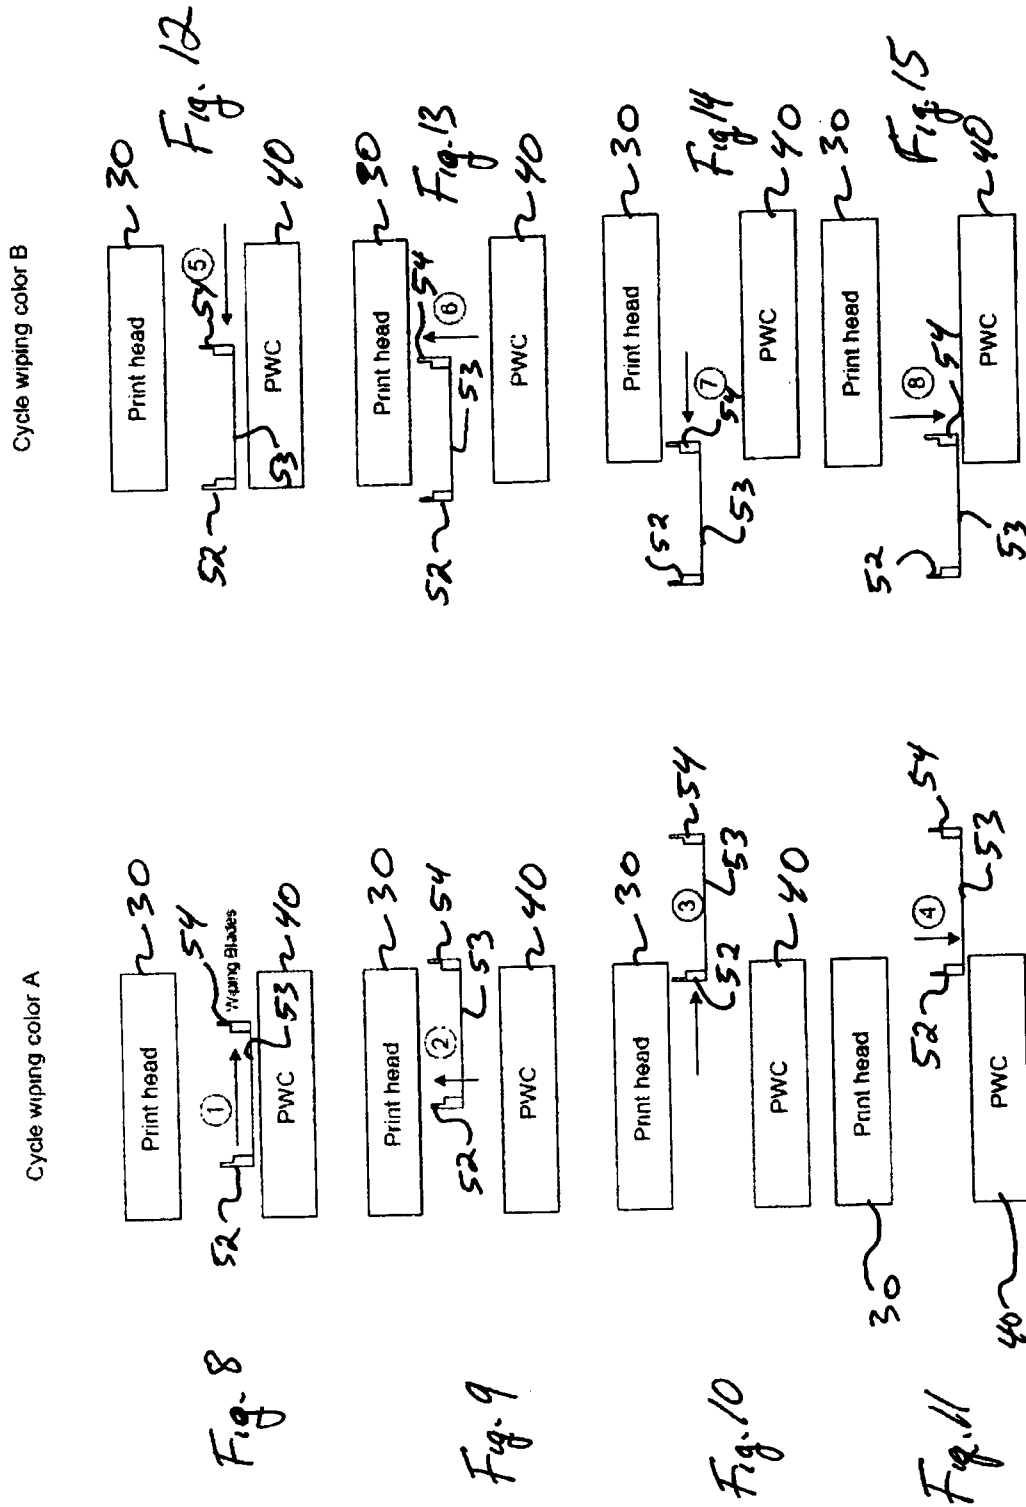 Cycle wiping color A
Fig. 8
Print head
30
54
Wiping Blades
1
52
53
PWC
40
Fig. 9
Print head
30
2
54
52
53
PWC
40
Fig. 10
Print head
30
3
54
52
53
PWC
40
Fig. 11
Print head
30
4
54
52
53
PWC
40
Cycle wiping color B
Print head
30
Fig. 12
54
5
52
53
PWC
40
Print head
30
Fig. 13
54
6
52
53
PWC
40
Print head
30
Fig 14
7
54
52
53
PWC
40
Print head
30
Fig. 15
8
54
52
53
PWC
40